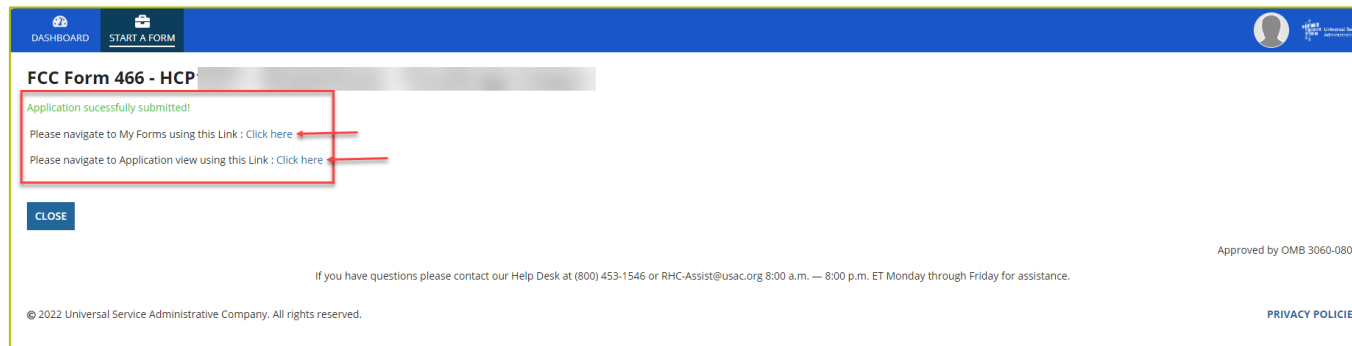 DASHBOARD START A FORM
Universal Se
Administrativ
FCC Form 466 - HCP
Application sucessfully submitted!
Please navigate to My Forms using this Link : Click here
Please navigate to Application view using this Link : Click here
CLOSE
Approved by OMB 3060-080
If you have questions please contact our Help Desk at (800) 453-1546 or RHC-Assist@usac.org 8:00 a.m. — 8:00 p.m. ET Monday through Friday for assistance.
© 2022 Universal Service Administrative Company. All rights reserved.
PRIVACY POLICIE